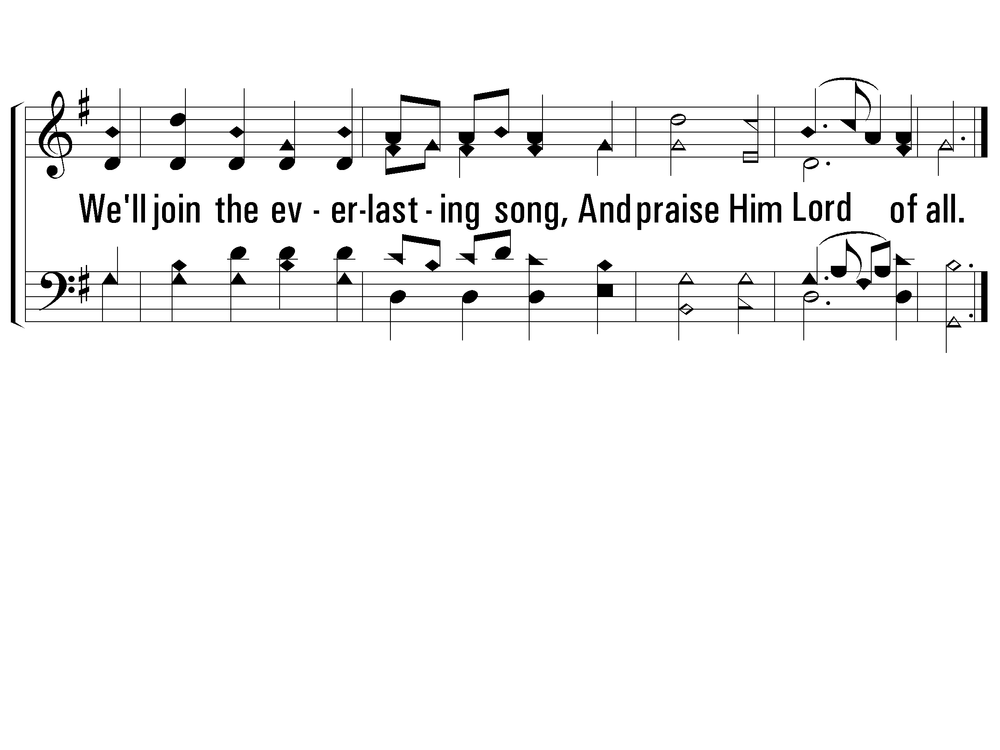 We'll join the ev - er-last - ing song, And praise Him Lord of all.